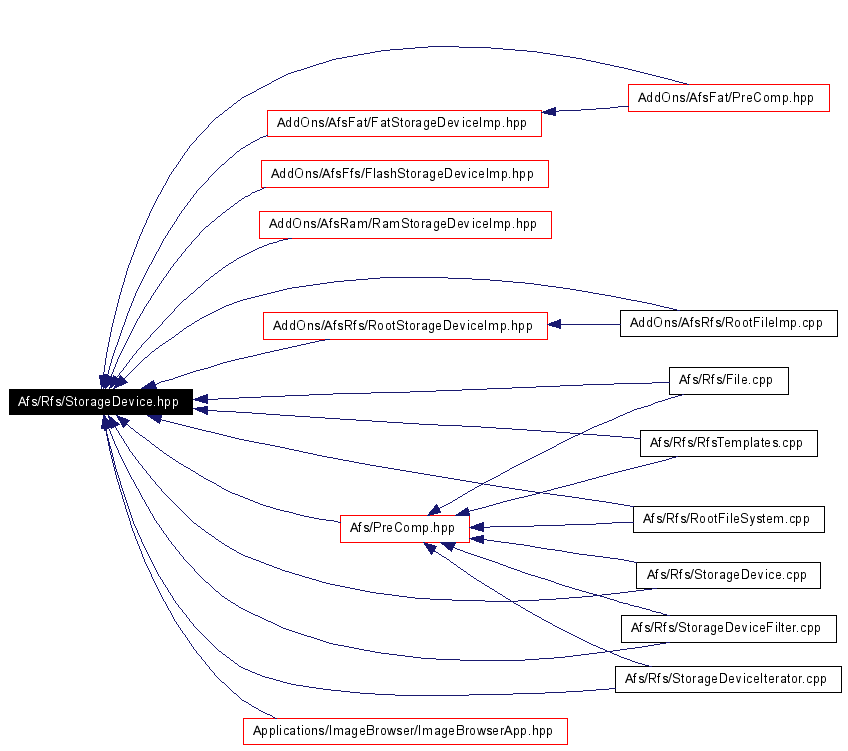 AddOns/AfsFat/PreComp.hpp
AddOns/AfsFat/FatStorageDeviceImp.hpp
AddOns/AfsFfs/FlashStorageDeviceImp.hpp
AddOns/AfsRam/RamStorageDeviceImp.hpp
AddOns/AfsRfs/RootStorageDeviceImp.hpp
AddOns/AfsRfs/RootFileImp.cpp
Afs/Rfs/File.cpp
Afs/Rfs/StorageDevice.hpp
Afs/Rfs/RfsTemplates.cpp
Afs/Rfs/RootFileSystem.cpp
Afs/PreComp.hpp
Afs/Rfs/StorageDevice.cpp
Afs/Rfs/StorageDeviceFilter.cpp
Afs/Rfs/StorageDeviceIterator.cpp
Applications/ImageBrowser/ImageBrowserApp.hpp